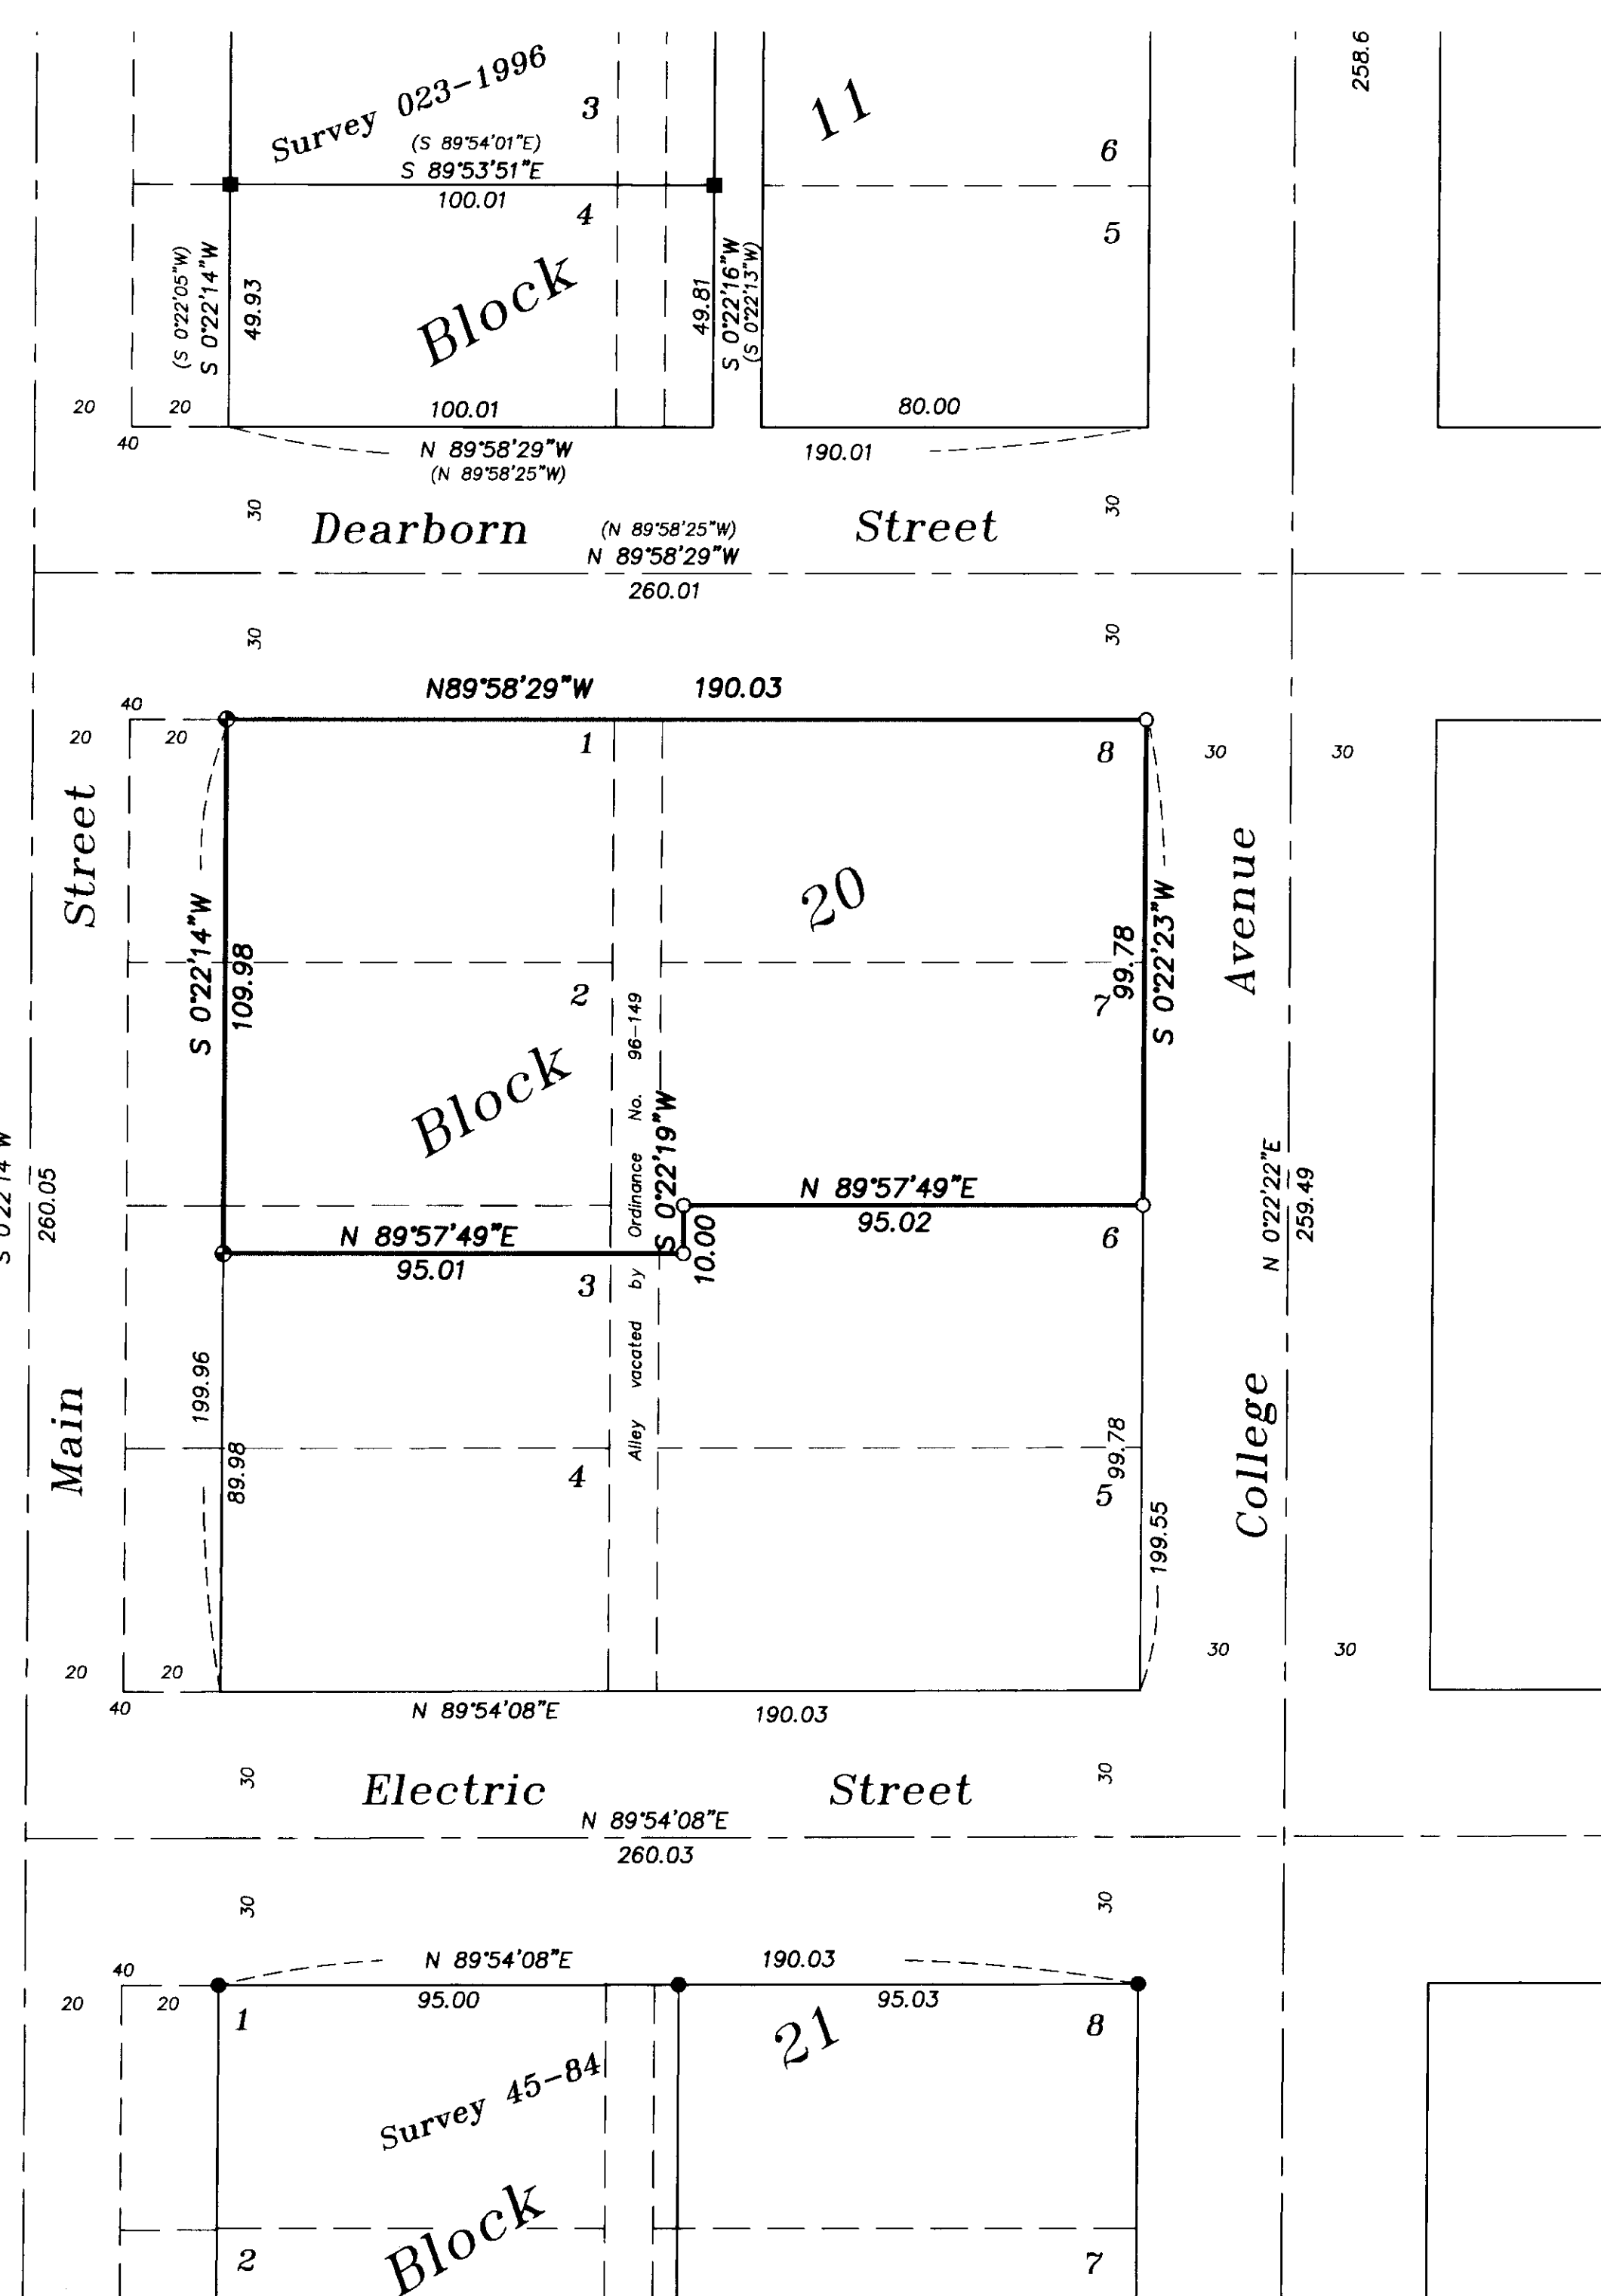 258.6
Survey 023-1996
3
11
(S 89°54'01"E)
S 89°53'51"E
100.01
6
4
5
(S 0°22'05"W)
S 0°22'14"W
49.93
Block
49.81
S 0°22'16"W
(S 0°22'13"W)
20
20
100.01
80.00
40
N 89°58'29"W
(N 89°58'25"W)
190.01
30
30
Dearborn Street
(N 89°58'25"W)
N 89°58'29"W
260.01
30
30
N89°58'29"W 190.03
40
20
20
1
8
30
30
Street
20
Avenue
S 0°22'14"W
109.98
2
7
99.78
S 0°22'23"W
Block
Alley vacated by Ordinance No. 96-149
S 0°22'19"W
10.00
S 0°22'14"W
260.05
N 89°57'49"E
95.02
N 0°22'22"E
259.49
N 89°57'49"E
95.01
6
3
199.96
89.98
Main
4
99.78
5
College
199.55
30
30
20
20
40
N 89°54'08"E
190.03
30
30
Electric Street
N 89°54'08"E
260.03
30
30
N 89°54'08"E
190.03
40
20
20
95.00
95.03
1
21
8
Survey 45-84
Block
2
7